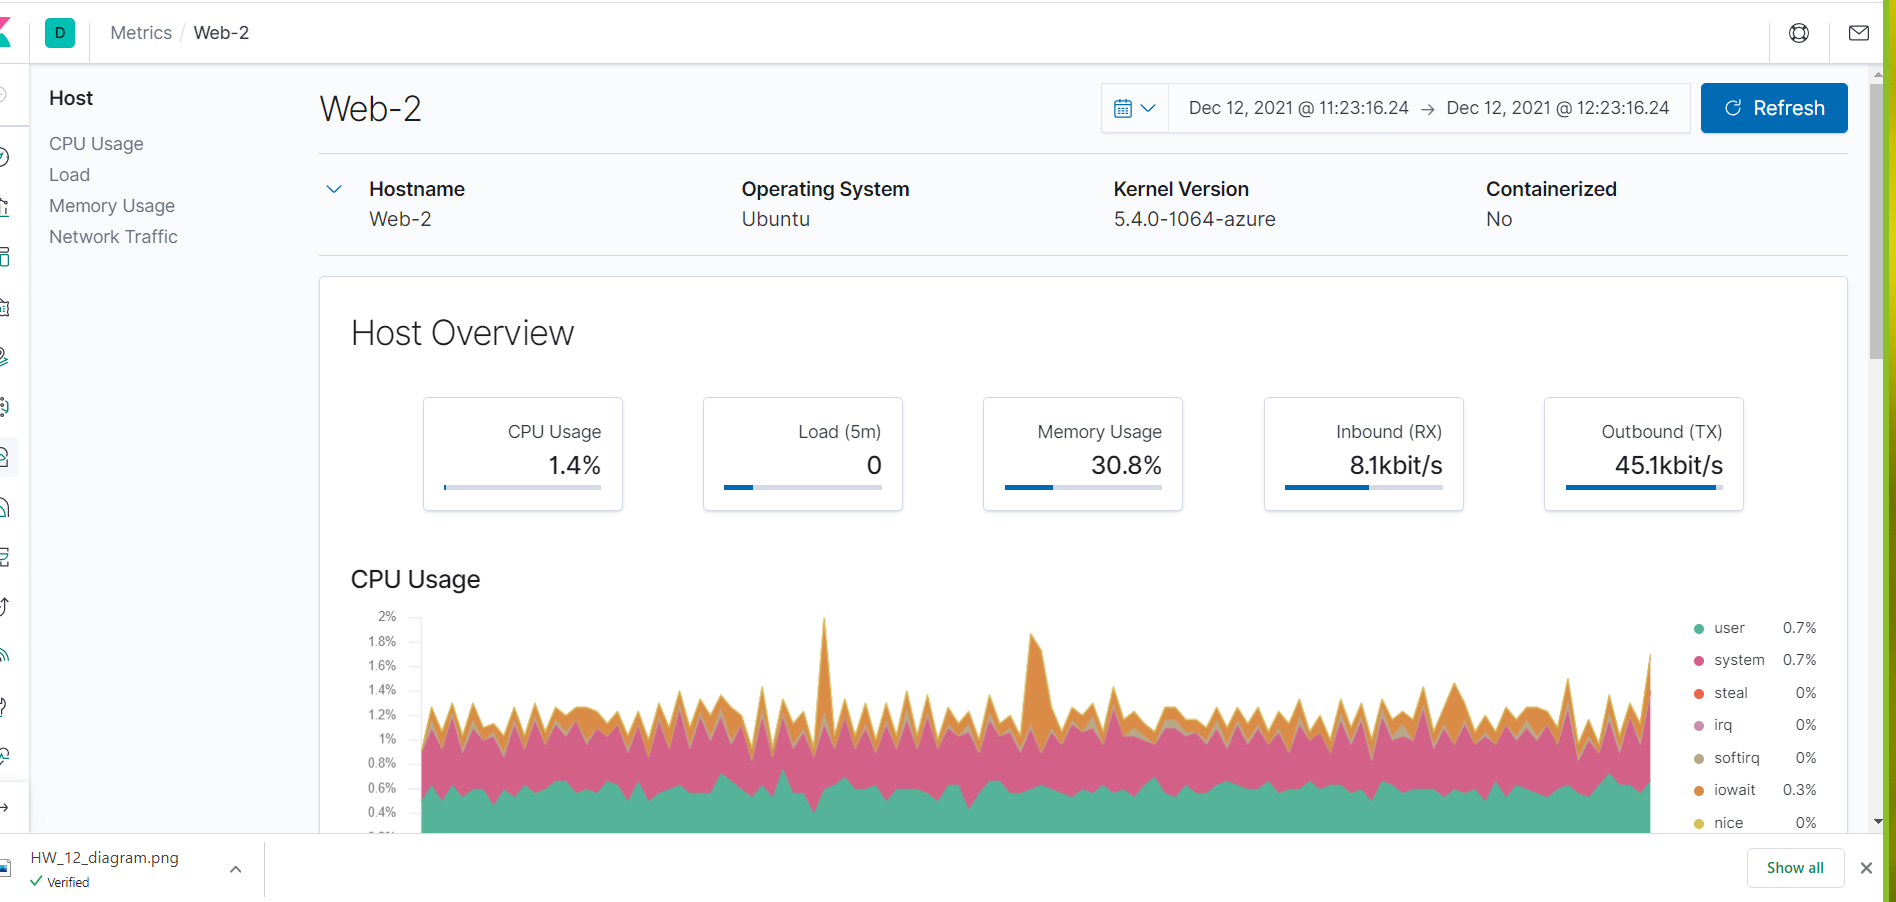 D
Metrics / Web-2
Host
CPU Usage
Load
Memory Usage
Network Traffic
Web-2
Dec 12, 2021 @ 11:23:16.24 → Dec 12, 2021 @ 12:23:16.24
Refresh
Hostname
Web-2
Operating System
Ubuntu
Kernel Version
5.4.0-1064-azure
Containerized
No
Host Overview
CPU Usage
1.4%
Load (5m)
0
Memory Usage
30.8%
Inbound (RX)
8.1kbit/s
Outbound (TX)
45.1kbit/s
CPU Usage
2%
1.8%
1.6%
1.4%
1.2%
1%
0.8%
0.6%
0.4%
user 0.7%
system 0.7%
steal 0%
irq 0%
softirq 0%
iowait 0.3%
nice 0%
HW_12_diagram.png
Verified
Show all